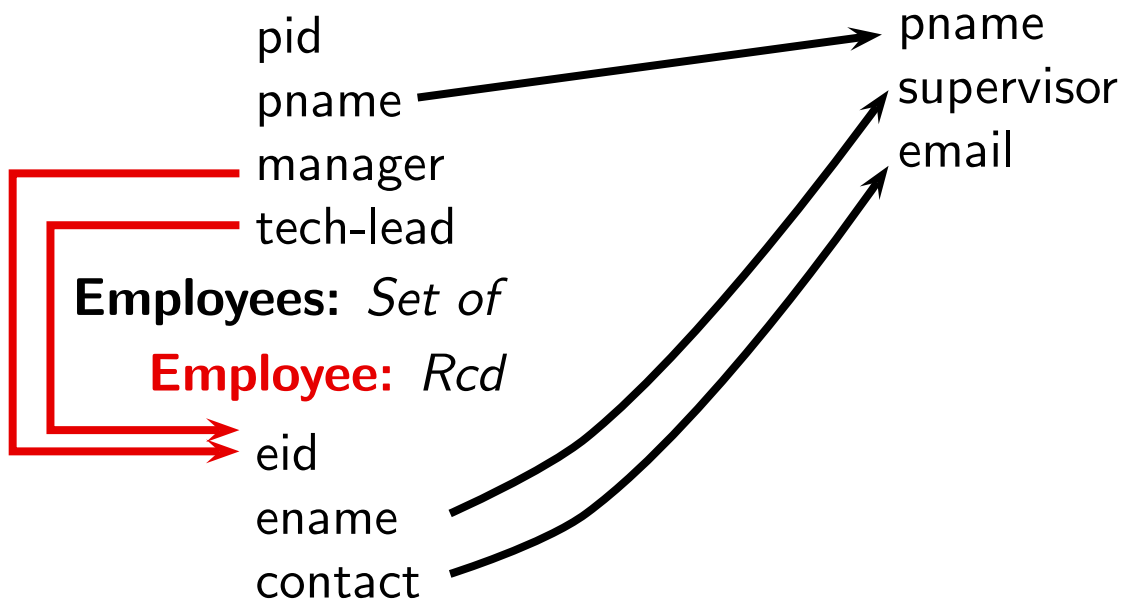 pid
pname
manager
tech-lead
Employees: Set of
Employee: Rcd
eid
ename
contact
pname
supervisor
email